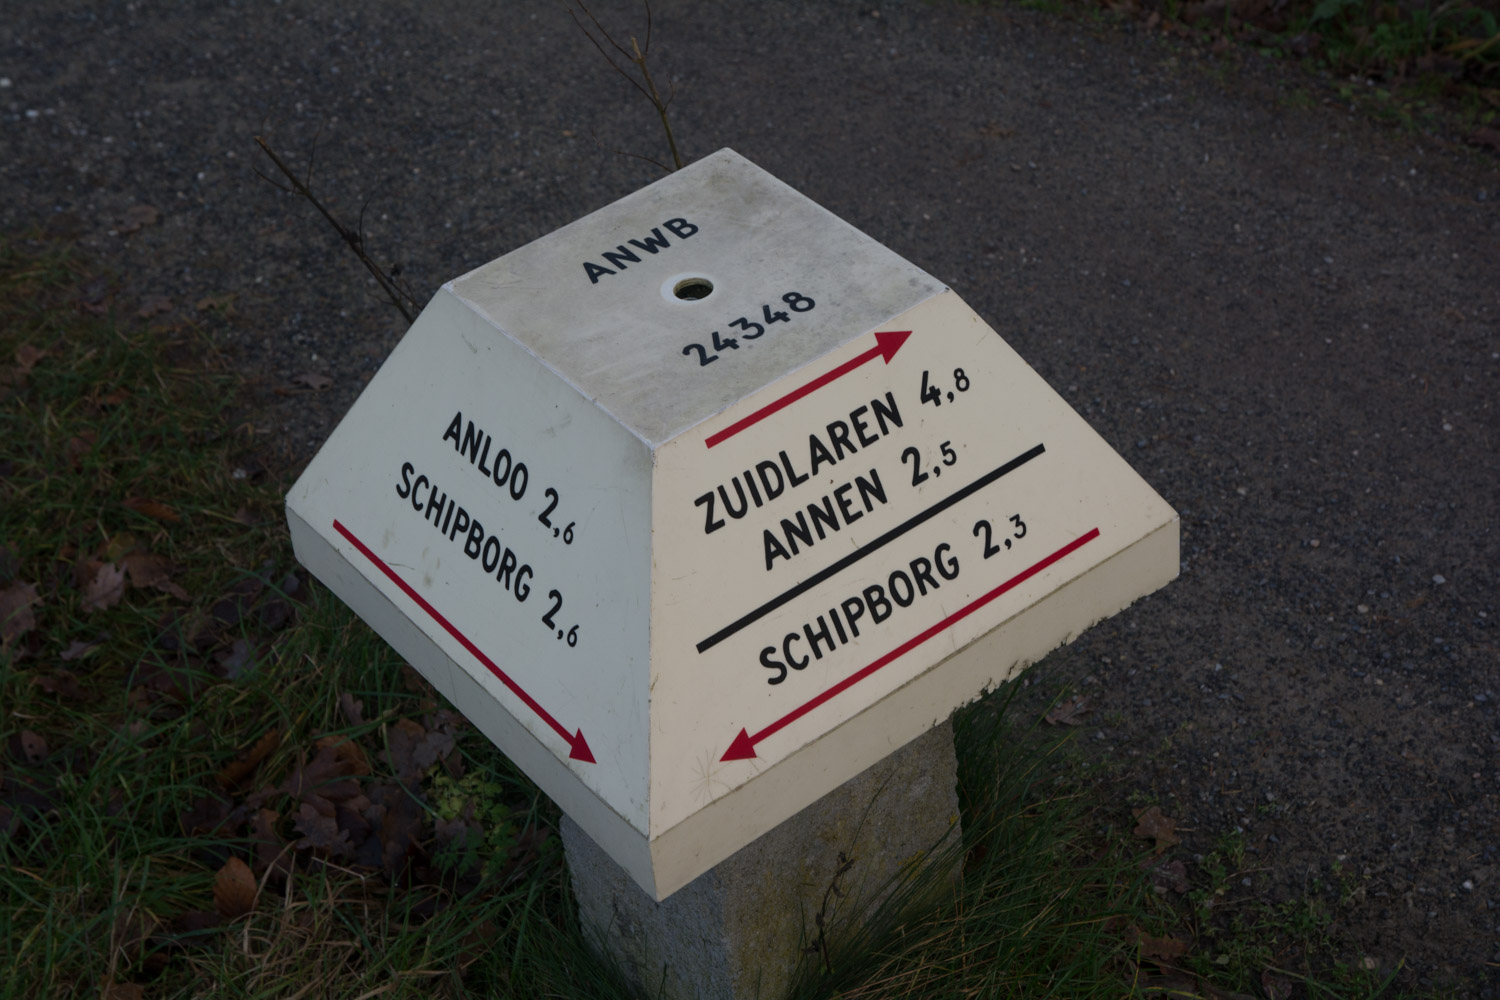 ANWB
24348
ANLOO 2,6
SCHIPBORG 2,6
ZUIDLAREN 4,8
ANNEN 2,5
SCHIPBORG 2,3